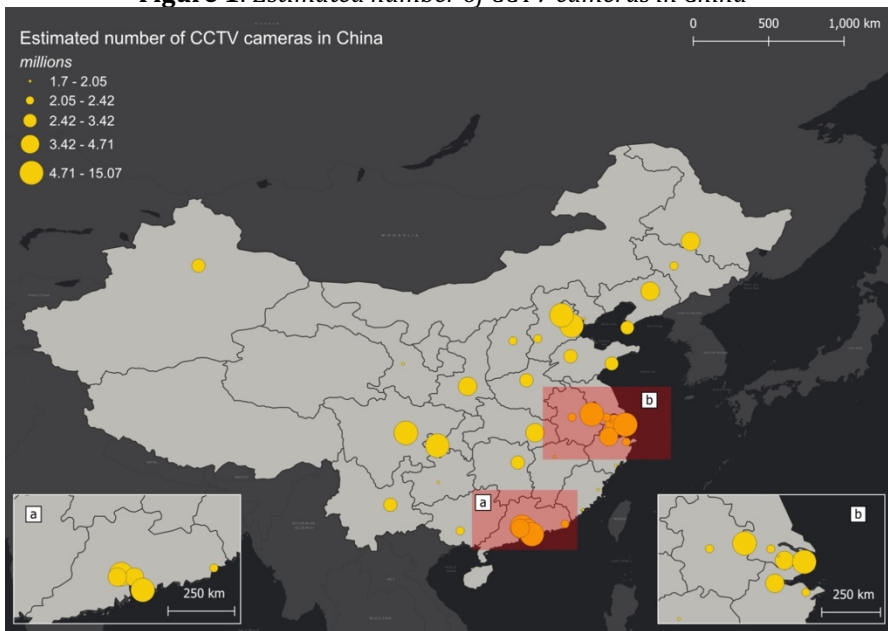 Figure 1. Estimated number of CCTV cameras in China
Estimated number of CCTV cameras in China
millions
1.7 - 2.05
2.05 - 2.42
2.42 - 3.42
3.42 - 4.71
4.71 - 15.07
0 500 1,000 km
MONGOLIA
b
a
a
250 km
b
250 km